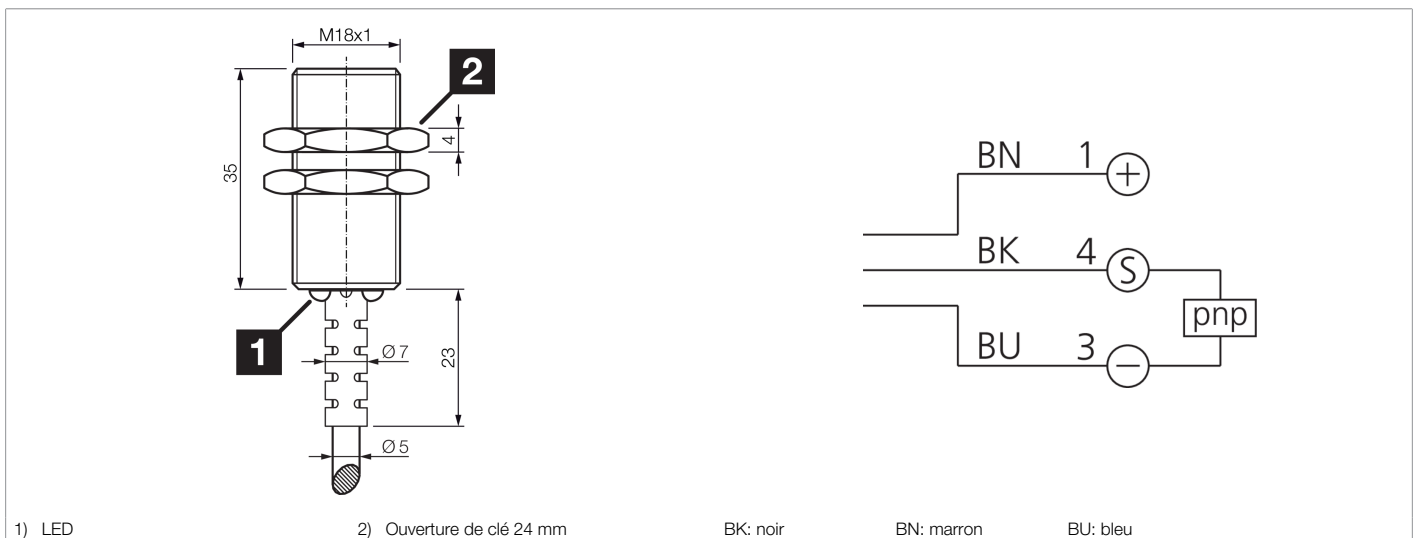 M18x1
2
4
35
1
Ø 7
23
Ø 5
BN 1 +
BK 4 S
pnp
BU 3 −
1) LED 2) Ouverture de clé 24 mm BK: noir BN: marron BU: bleu